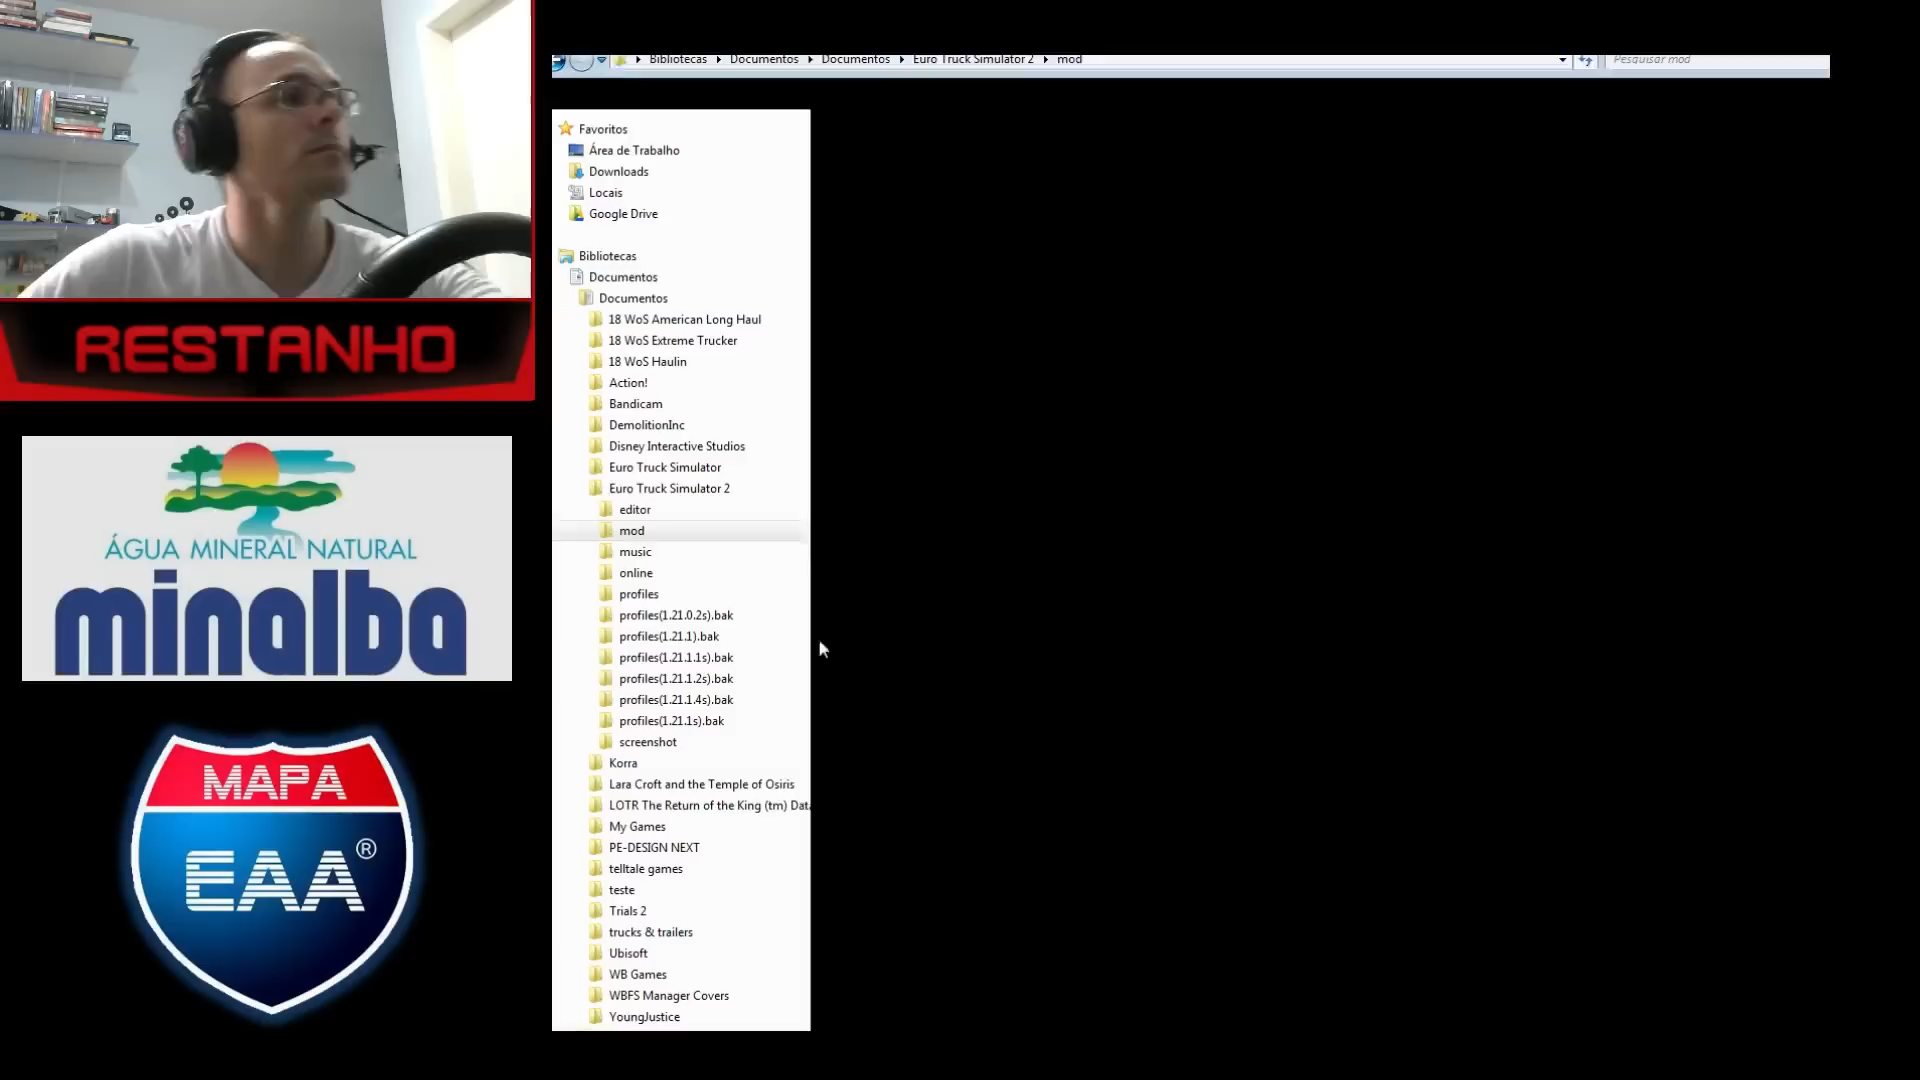 RESTANHO
ÁGUA MINERAL NATURAL
minalba
MAPA
EAA®
Bibliotecas
Documentos
Documentos
Euro Truck Simulator 2
mod
Pesquisar mod
Favoritos
Área de Trabalho
Downloads
Locais
Google Drive
Bibliotecas
Documentos
Documentos
18 WoS American Long Haul
18 WoS Extreme Trucker
18 WoS Haulin
Action!
Bandicam
DemolitionInc
Disney Interactive Studios
Euro Truck Simulator
Euro Truck Simulator 2
editor
mod
music
online
profiles
profiles(1.21.0.2s).bak
profiles(1.21.1).bak
profiles(1.21.1.1s).bak
profiles(1.21.1.2s).bak
profiles(1.21.1.4s).bak
profiles(1.21.1s).bak
screenshot
Korra
Lara Croft and the Temple of Osiris
LOTR The Return of the King (tm) Data
My Games
PE-DESIGN NEXT
telltale games
teste
Trials 2
trucks & trailers
Ubisoft
WB Games
WBFS Manager Covers
YoungJustice